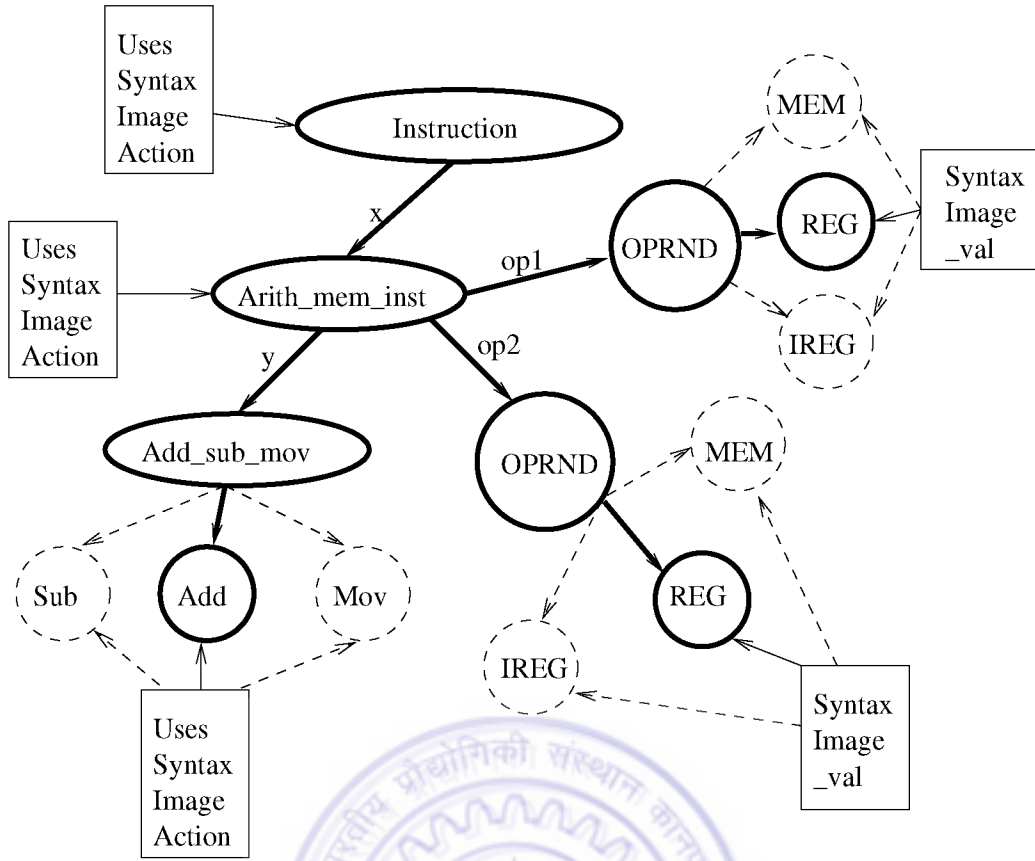 Uses
Syntax
Image
Action
Instruction
MEM
x
OPRND
REG
Syntax
Image
_val
Uses
Syntax
Image
Action
Arith_mem_inst
op1
IREG
y
op2
Add_sub_mov
OPRND
MEM
Sub
Add
Mov
REG
IREG
Uses
Syntax
Image
Action
Syntax
Image
_val
प्रौद्योगिकी संस्थान